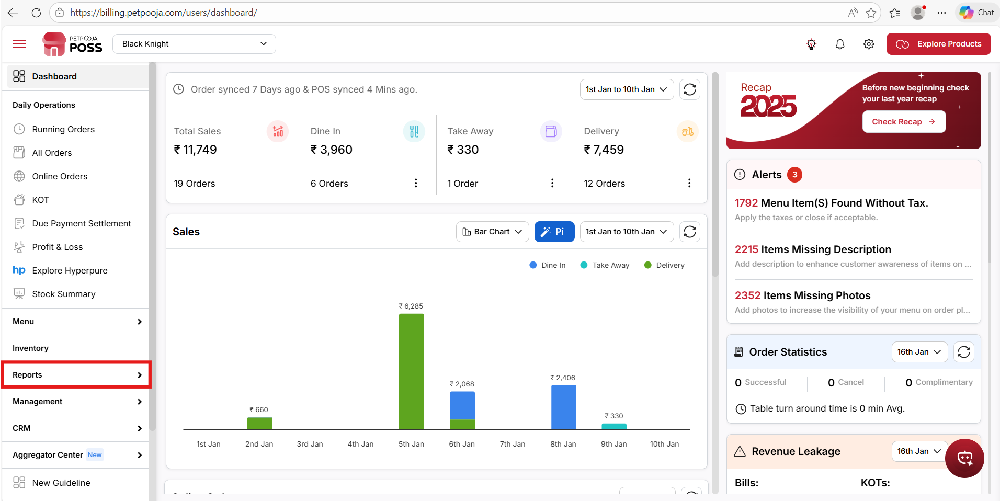 https://billing.petpooja.com/users/dashboard/
Chat
PETPOOJA
POSS
Black Knight
Explore Products
Dashboard
Daily Operations
Running Orders
All Orders
Online Orders
KOT
Due Payment Settlement
Profit & Loss
hp Explore Hyperpure
Stock Summary
Menu
Inventory
Reports
Management
CRM
Aggregator Center New
New Guideline
Order synced 7 Days ago & POS synced 4 Mins ago.
1st Jan to 10th Jan
Total Sales
₹ 11,749
19 Orders
Dine In
₹ 3,960
6 Orders
Take Away
₹ 330
1 Order
Delivery
₹ 7,459
12 Orders
Sales
Bar Chart
Pi
1st Jan to 10th Jan
Dine In
Take Away
Delivery
₹ 660
₹ 6,285
₹ 2,068
₹ 2,406
₹ 330
1st Jan
2nd Jan
3rd Jan
4th Jan
5th Jan
6th Jan
7th Jan
8th Jan
9th Jan
10th Jan
Recap
2025
Before new beginning check
your last year recap
Check Recap
Alerts 3
1792 Menu Item(S) Found Without Tax.
Apply the taxes or close if acceptable.
2215 Items Missing Description
Add description to enhance customer awareness of items on ...
2352 Items Missing Photos
Add photos to increase the visibility of your menu on order pl...
Order Statistics
16th Jan
0 Successful
0 Cancel
0 Complimentary
Table turn around time is 0 min Avg.
Revenue Leakage
16th Jan
Bills:
KOTs: